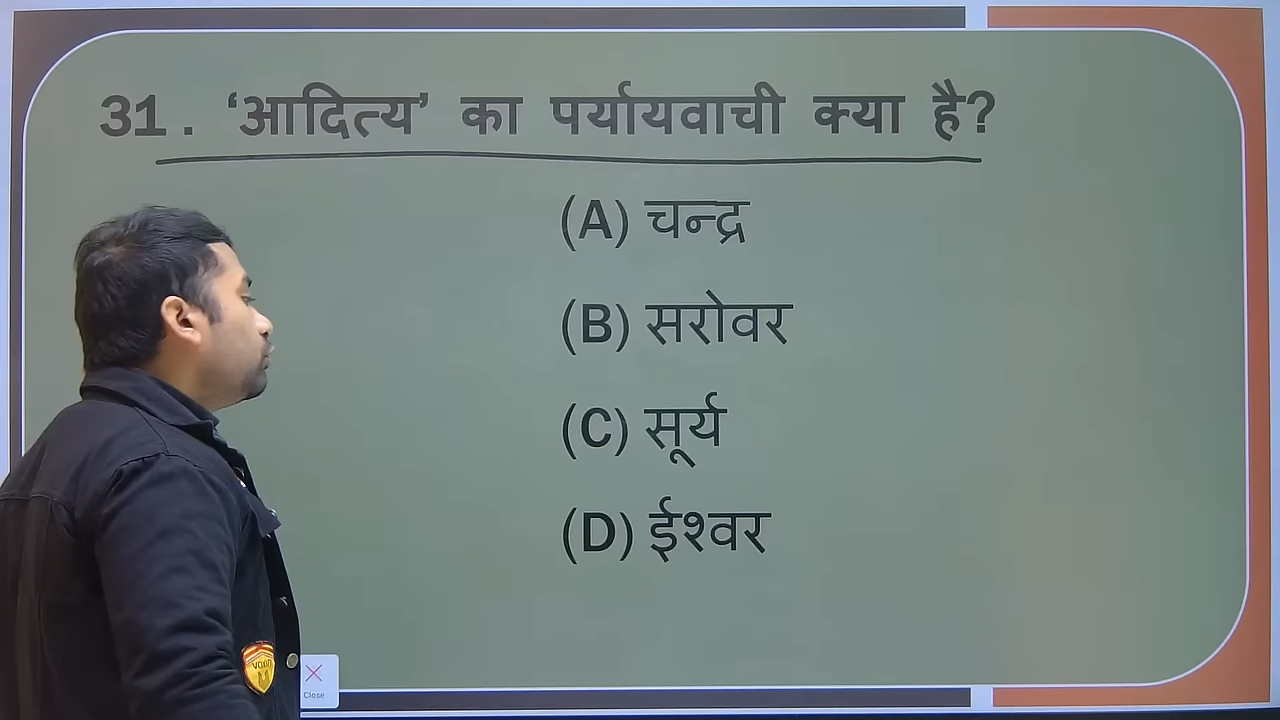 31. ‘आदित्य’ का पर्यायवाची क्या है?
(A) चन्द्र
(B) सरोवर
(C) सूर्य
(D) ईश्वर
Close